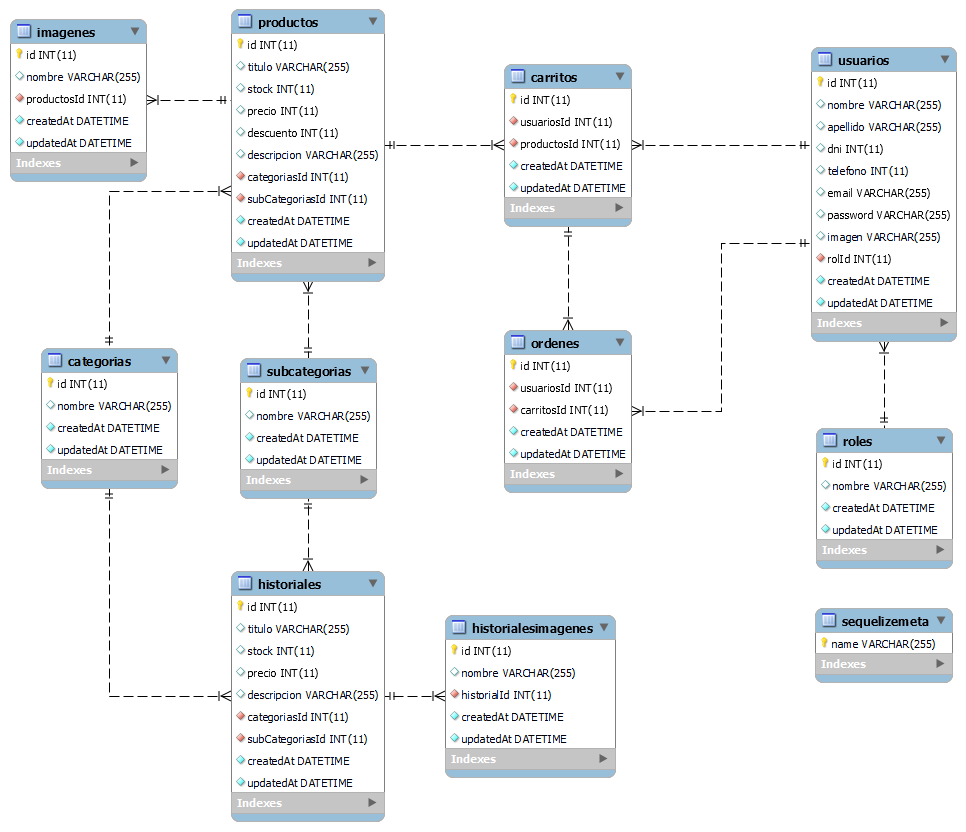 imagenes
id INT(11)
nombre VARCHAR(255)
productosId INT(11)
createdAt DATETIME
updatedAt DATETIME
Indexes
productos
id INT(11)
titulo VARCHAR(255)
stock INT(11)
precio INT(11)
descuento INT(11)
descripcion VARCHAR(255)
categoriasId INT(11)
subCategoriasId INT(11)
createdAt DATETIME
updatedAt DATETIME
Indexes
carritos
id INT(11)
usuariosId INT(11)
productosId INT(11)
createdAt DATETIME
updatedAt DATETIME
Indexes
usuarios
id INT(11)
nombre VARCHAR(255)
apellido VARCHAR(255)
dni INT(11)
telefono INT(11)
email VARCHAR(255)
password VARCHAR(255)
imagen VARCHAR(255)
rolId INT(11)
createdAt DATETIME
updatedAt DATETIME
Indexes
categorias
id INT(11)
nombre VARCHAR(255)
createdAt DATETIME
updatedAt DATETIME
Indexes
subcategorias
id INT(11)
nombre VARCHAR(255)
createdAt DATETIME
updatedAt DATETIME
Indexes
ordenes
id INT(11)
usuariosId INT(11)
carritosId INT(11)
createdAt DATETIME
updatedAt DATETIME
Indexes
roles
id INT(11)
nombre VARCHAR(255)
createdAt DATETIME
updatedAt DATETIME
Indexes
historiales
id INT(11)
titulo VARCHAR(255)
stock INT(11)
precio INT(11)
descripcion VARCHAR(255)
categoriasId INT(11)
subCategoriasId INT(11)
createdAt DATETIME
updatedAt DATETIME
Indexes
historialesimagenes
id INT(11)
nombre VARCHAR(255)
historialId INT(11)
createdAt DATETIME
updatedAt DATETIME
Indexes
sequelizemeta
name VARCHAR(255)
Indexes